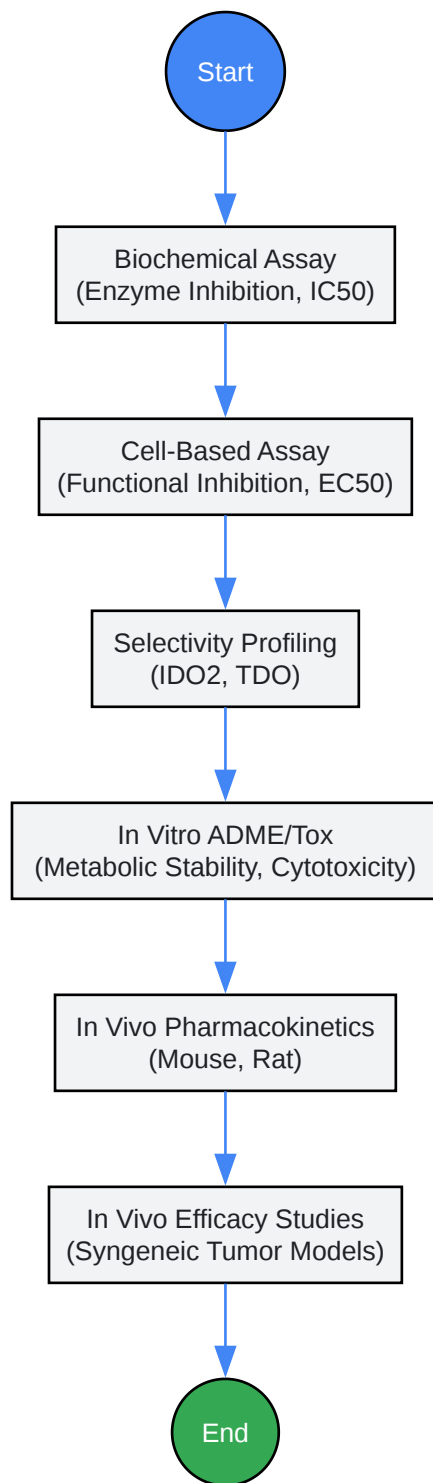 Start
Biochemical Assay
(Enzyme Inhibition, IC50)
Cell-Based Assay
(Functional Inhibition, EC50)
Selectivity Profiling
(IDO2, TDO)
In Vitro ADME/Tox
(Metabolic Stability, Cytotoxicity)
In Vivo Pharmacokinetics
(Mouse, Rat)
In Vivo Efficacy Studies
(Syngeneic Tumor Models)
End